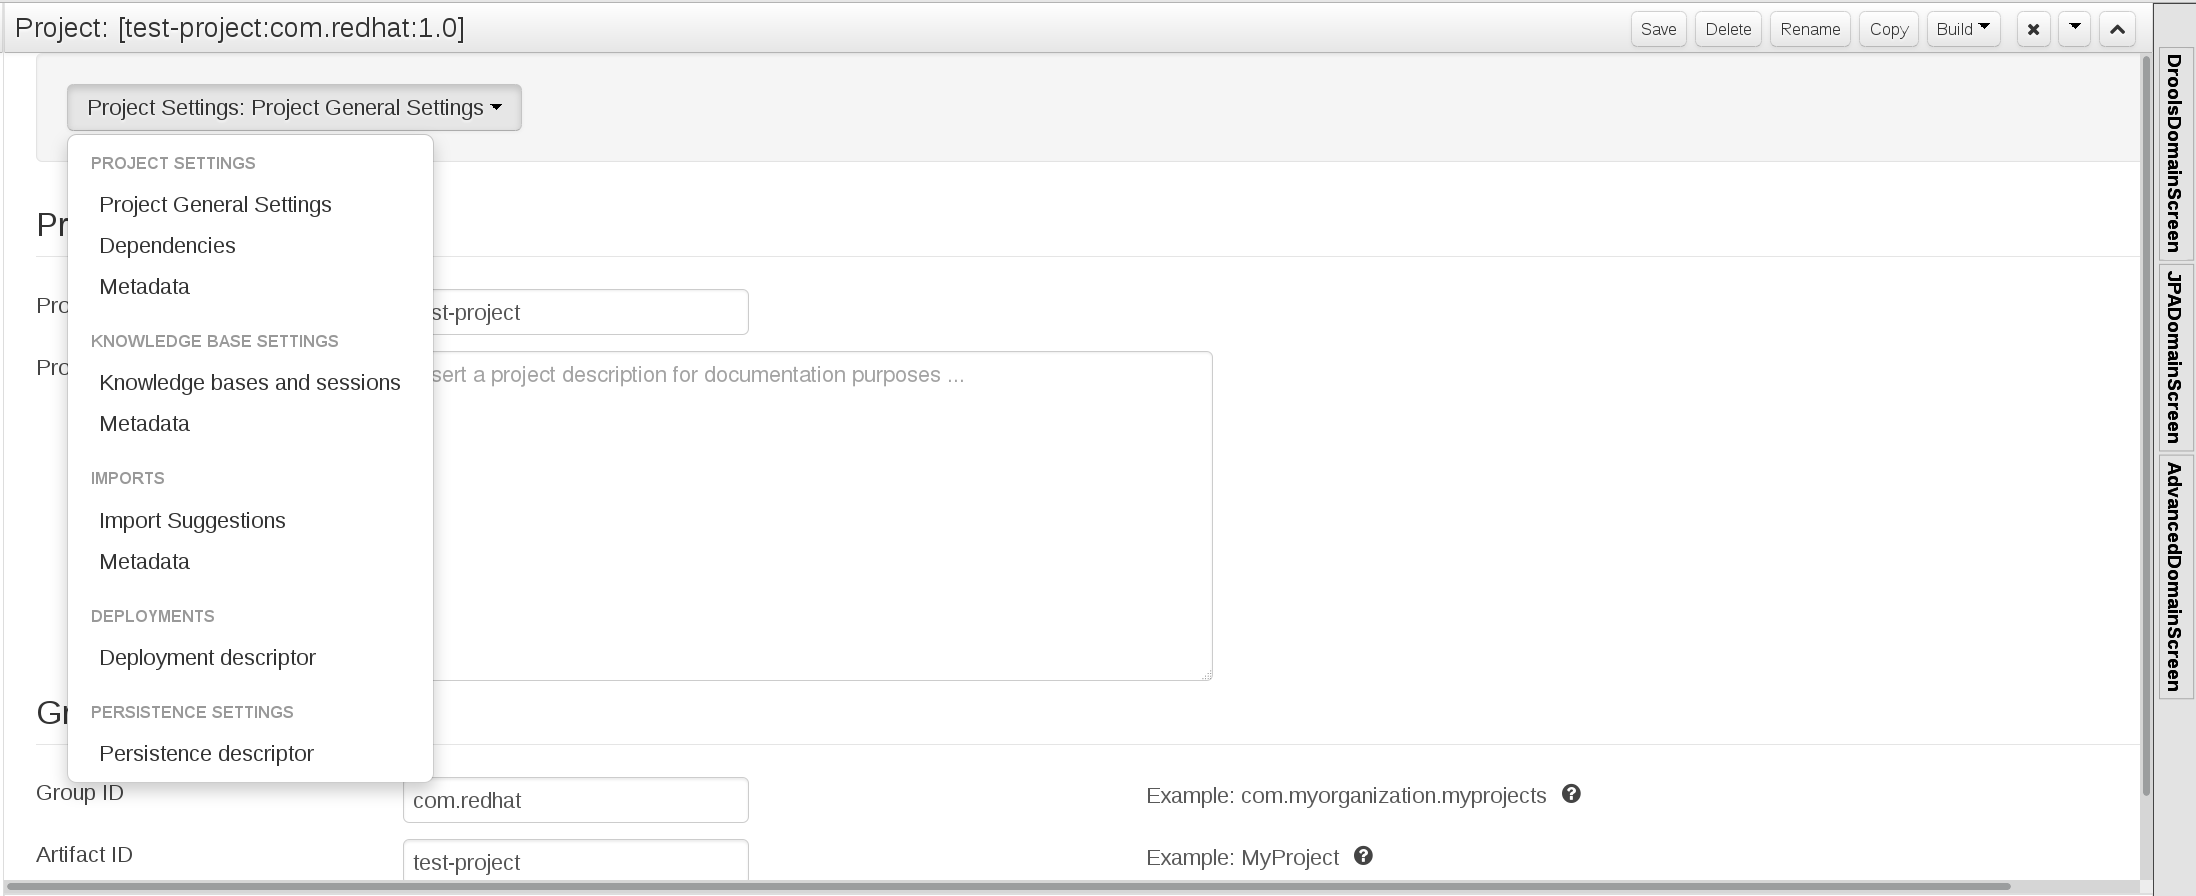 Project: [test-project:com.redhat:1.0]
Save Delete Rename Copy Build
Project Settings: Project General Settings
PROJECT SETTINGS
Project General Settings
Dependencies
Metadata
KNOWLEDGE BASE SETTINGS
Knowledge bases and sessions
Metadata
IMPORTS
Import Suggestions
Metadata
DEPLOYMENTS
Deployment descriptor
PERSISTENCE SETTINGS
Persistence descriptor
Pr
Pro st-project
Pro sert a project description for documentation purposes ...
Gr
Group ID com.redhat Example: com.myorganization.myprojects
Artifact ID test-project Example: MyProject
DroolsDomainScreen
JPADomainScreen
AdvancedDomainScreen